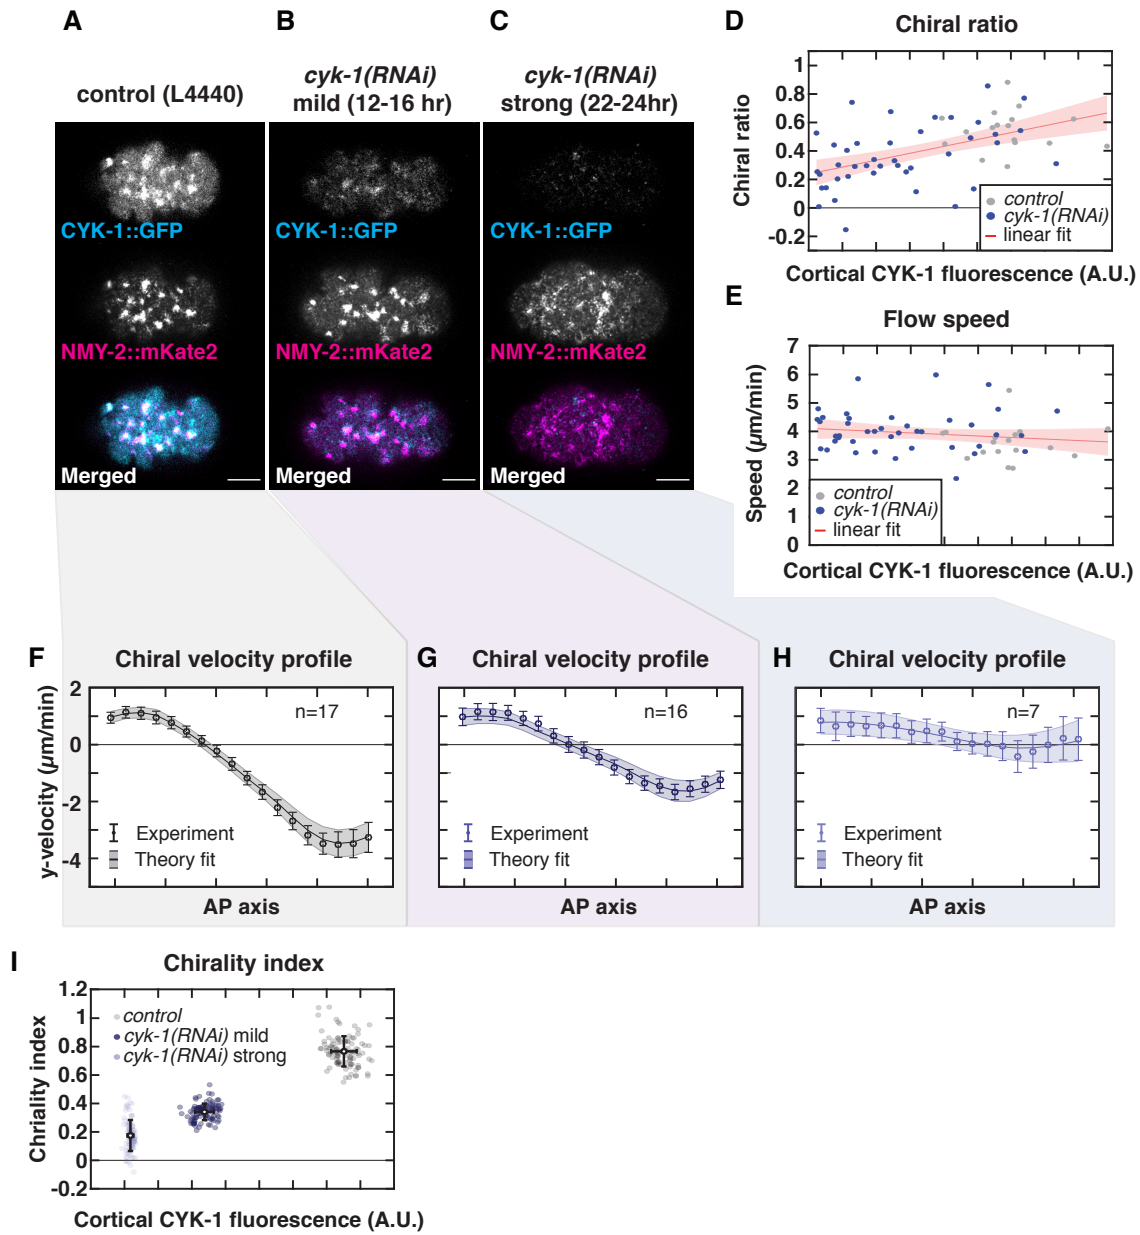 A
control (L4440)
CYK-1::GFP
NMY-2::mKate2
Merged
B
cyk-1(RNAi)
mild (12-16 hr)
CYK-1::GFP
NMY-2::mKate2
Merged
C
cyk-1(RNAi)
strong (22-24hr)
CYK-1::GFP
NMY-2::mKate2
Merged
D
Chiral ratio
Chiral ratio
1
0.8
0.6
0.4
0.2
0
-0.2
control
cyk-1(RNAi)
linear fit
Cortical CYK-1 fluorescence (A.U.)
E
Flow speed
Speed (µm/min)
7
6
5
4
3
2
1
0
control
cyk-1(RNAi)
linear fit
Cortical CYK-1 fluorescence (A.U.)
F
Chiral velocity profile
y-velocity (µm/min)
2
0
-2
-4
n=17
Experiment
Theory fit
AP axis
G
Chiral velocity profile
n=16
Experiment
Theory fit
AP axis
H
Chiral velocity profile
n=7
Experiment
Theory fit
AP axis
I
Chirality index
Chriality index
1.2
1
0.8
0.6
0.4
0.2
0
-0.2
control
cyk-1(RNAi) mild
cyk-1(RNAi) strong
Cortical CYK-1 fluorescence (A.U.)